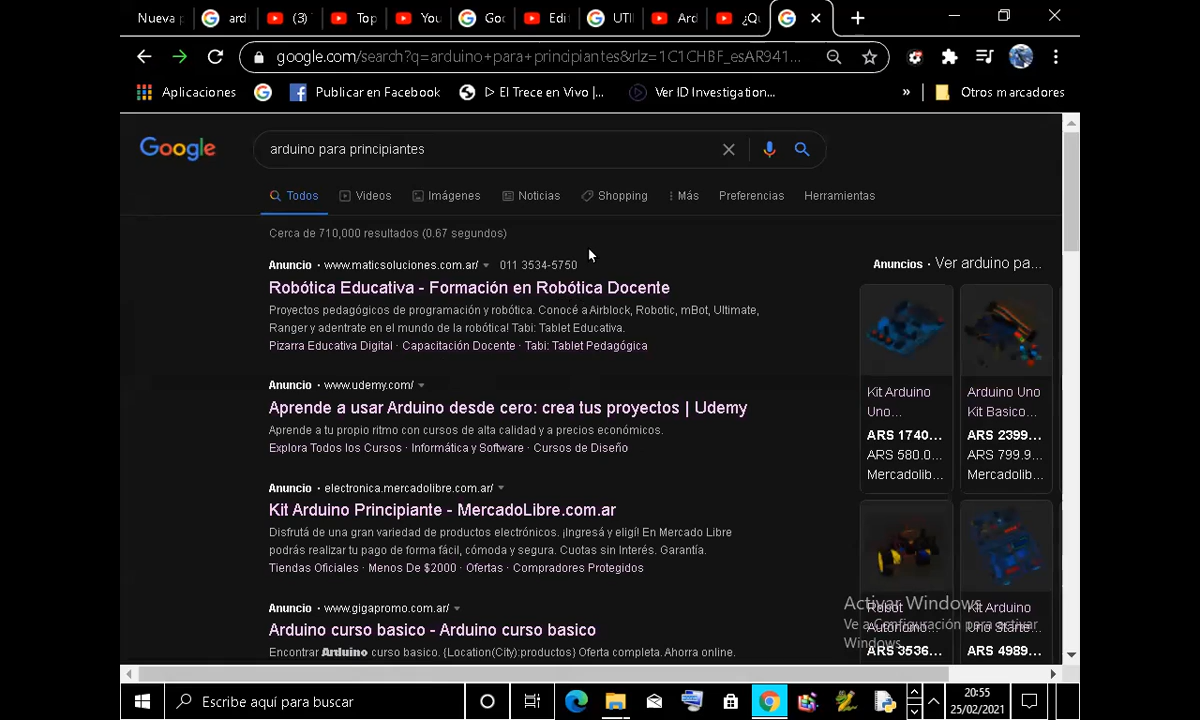 Nueva
ard
(3)
Top
You
Goo
Edi
UTI
Ard
¿Qu
google.com/search?q=arduino+para+principiantes&rlz=1C1CHBF_esAR941...
Aplicaciones
Publicar en Facebook
▷ El Trece en Vivo |...
Ver ID Investigation...
»
Otros marcadores
Google
arduino para principiantes
Todos
Videos
Imágenes
Noticias
Shopping
Más
Preferencias
Herramientas
Cerca de 710,000 resultados (0.67 segundos)
Anuncio · www.maticsoluciones.com.ar/ 011 3534-5750
Robótica Educativa - Formación en Robótica Docente
Proyectos pedagógicos de programación y robótica. Conocé a Airblock, Robotic, mBot, Ultimate,
Ranger y adentrate en el mundo de la robótica! Tabi: Tablet Educativa.
Pizarra Educativa Digital · Capacitación Docente · Tabi: Tablet Pedagógica
Anuncio · www.udemy.com/
Aprende a usar Arduino desde cero: crea tus proyectos | Udemy
Aprende a tu propio ritmo con cursos de alta calidad y a precios económicos.
Explora Todos los Cursos · Informática y Software · Cursos de Diseño
Anuncio · electronica.mercadolibre.com.ar/
Kit Arduino Principiante - MercadoLibre.com.ar
Disfrutá de una gran variedad de productos electrónicos. ¡Ingresá y elegí! En Mercado Libre
podrás realizar tu pago de forma fácil, cómoda y segura. Cuotas sin Interés. Garantía.
Tiendas Oficiales · Menos De $2000 · Ofertas · Compradores Protegidos
Anuncio · www.gigapromo.com.ar/
Arduino curso basico - Arduino curso basico
Encontrar Arduino curso basico. {Location(City):productos} Oferta completa. Ahorra online.
Anuncios · Ver arduino pa...
Kit Arduino
Uno...
ARS 1740...
ARS 580.0...
Mercadolib...
Arduino Uno
Kit Basico...
ARS 2399...
ARS 799.9...
Mercadolib...
Robot
Autónomo...
ARS 3536...
Kit Arduino
Uno Starte...
ARS 4989...
Activar Windows
Ve a Configuración para activar
Windows.
Escribe aquí para buscar
20:55
25/02/2021